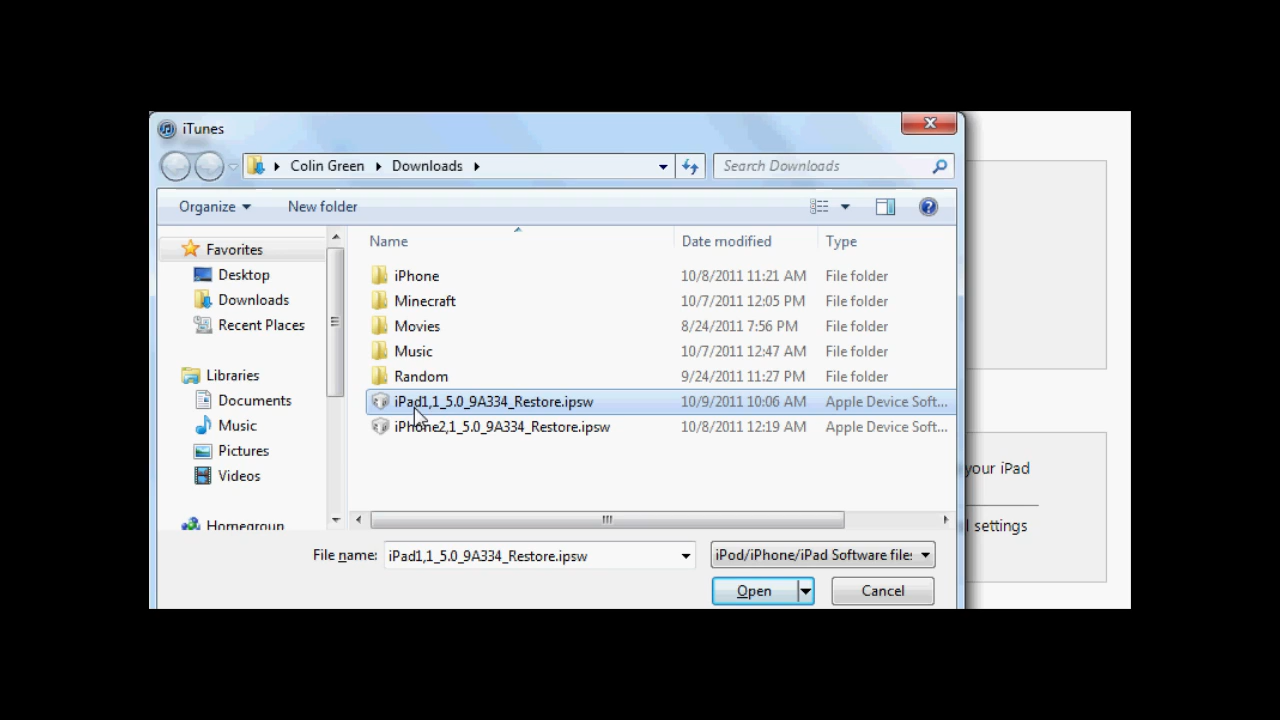 iTunes
Colin Green Downloads Search Downloads
Organize New folder
Name Date modified Type
Favorites
Desktop
Downloads
Recent Places
Libraries
Documents
Music
Pictures
Videos
Homegroup
iPhone 10/8/2011 11:21 AM File folder
Minecraft 10/7/2011 12:05 PM File folder
Movies 8/24/2011 7:56 PM File folder
Music 10/7/2011 12:47 AM File folder
Random 9/24/2011 11:27 PM File folder
iPad1,1_5.0_9A334_Restore.ipsw 10/9/2011 10:06 AM Apple Device Soft...
iPhone2,1_5.0_9A334_Restore.ipsw 10/8/2011 12:19 AM Apple Device Soft...
your iPad
settings
File name: iPad1,1_5.0_9A334_Restore.ipsw iPod/iPhone/iPad Software files
Open Cancel